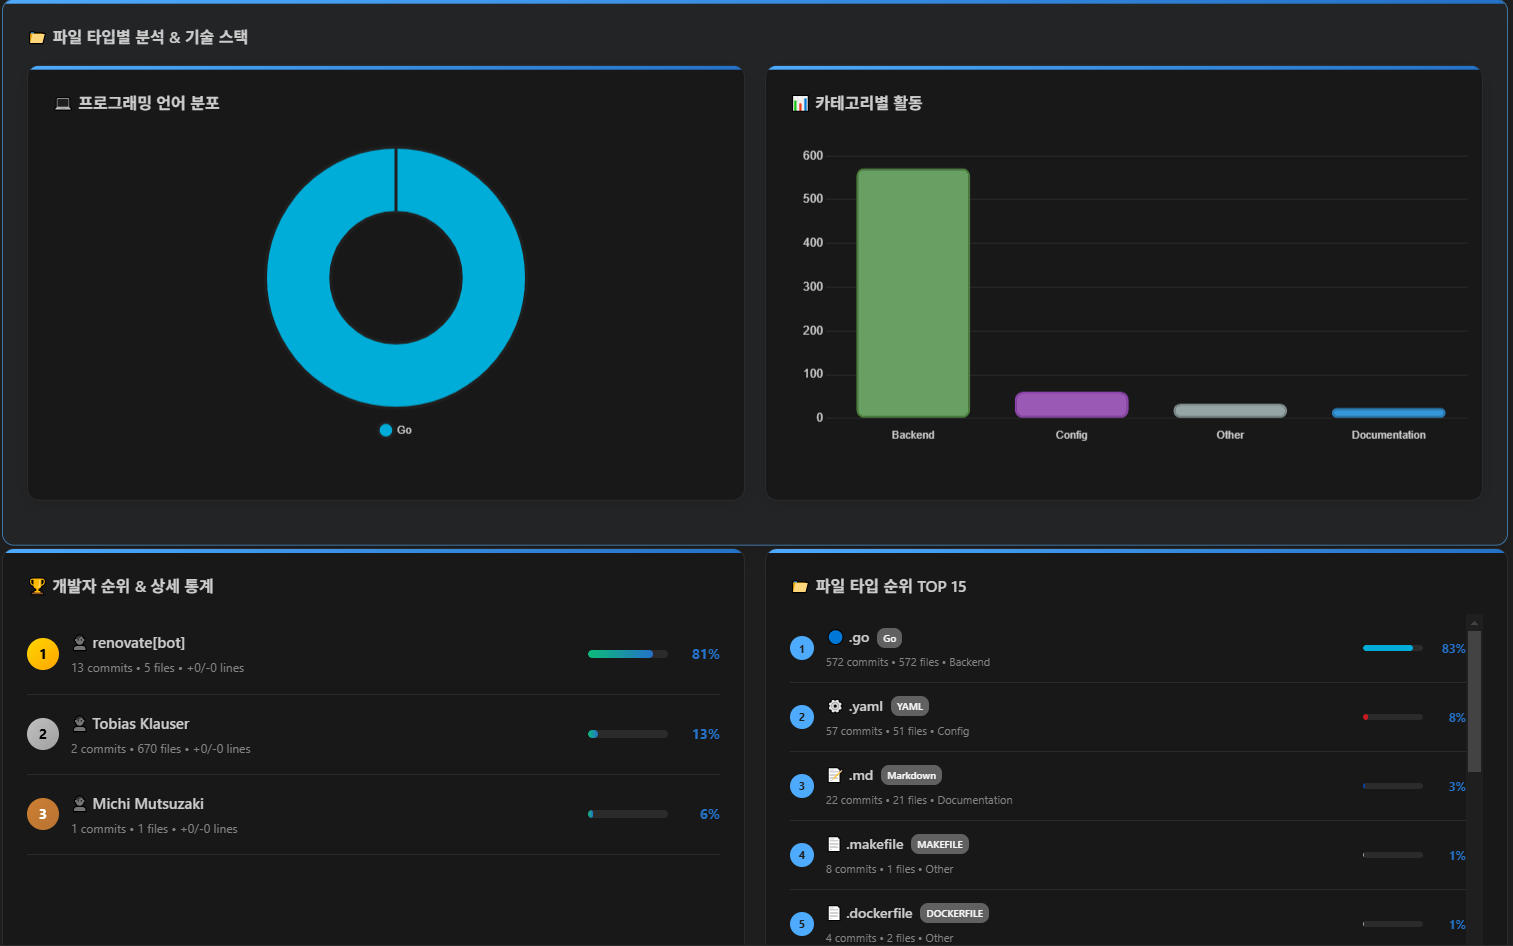 파일 타입별 분석 & 기술 스택
프로그래밍 언어 분포
Go
카테고리별 활동
600
500
400
300
200
100
0
Backend
Config
Other
Documentation
개발자 순위 & 상세 통계
1
renovate[bot]
13 commits • 5 files • +0/-0 lines
81%
2
Tobias Klauser
2 commits • 670 files • +0/-0 lines
13%
3
Michi Mutsuzaki
1 commits • 1 files • +0/-0 lines
6%
파일 타입 순위 TOP 15
1
.go Go
572 commits • 572 files • Backend
83%
2
.yaml YAML
57 commits • 51 files • Config
8%
3
.md Markdown
22 commits • 21 files • Documentation
3%
4
.makefile MAKEFILE
8 commits • 1 files • Other
1%
5
.dockerfile DOCKERFILE
4 commits • 2 files • Other
1%